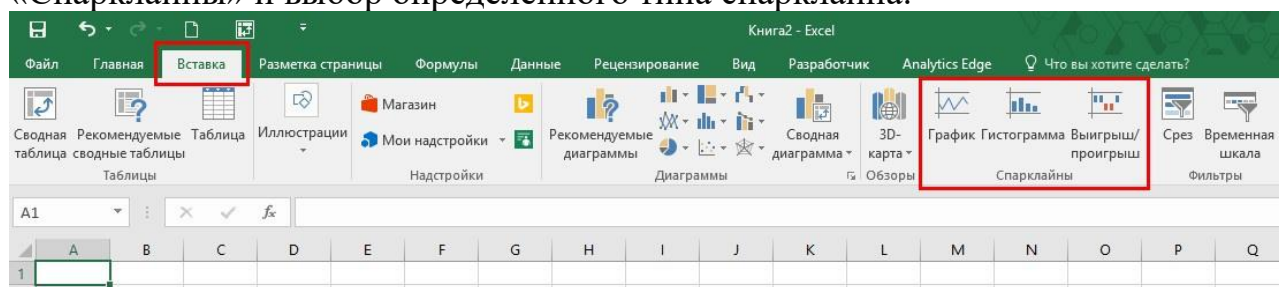 «Спарклайны» и выбор определенного типа спарклайна.
Книга2 - Excel
Файл Главная Вставка Разметка страницы Формулы Данные Рецензирование Вид Разработчик Analytics Edge Что вы хотите сделать?
Сводная таблица
Рекомендуемые сводные таблицы
Таблица
Таблицы
Иллюстрации
Магазин
Мои надстройки
Надстройки
Рекомендуемые диаграммы
Сводная диаграмма
Диаграммы
3D-карта
Обзоры
График Гистограмма Выигрыш/проигрыш
Спарклайны
Срез Временная шкала
Фильтры
A1 fx
A B C D E F G H I J K L M N O P Q
1